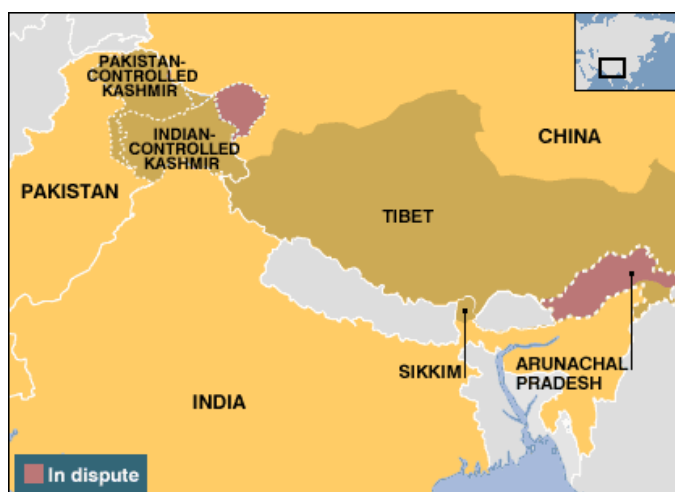 PAKISTAN-
CONTROLLED
KASHMIR
INDIAN-
CONTROLLED
KASHMIR
CHINA
PAKISTAN
TIBET
SIKKIM
ARUNACHAL
PRADESH
INDIA
In dispute